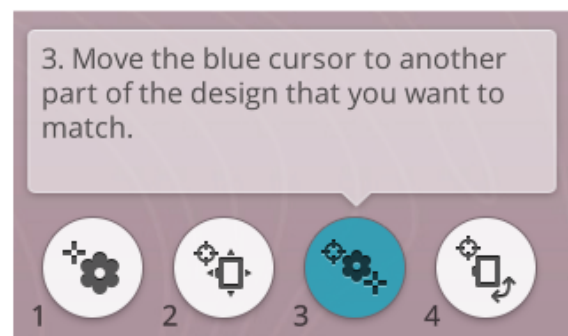 3. Move the blue cursor to another
part of the design that you want to
match.
1 2 3 4